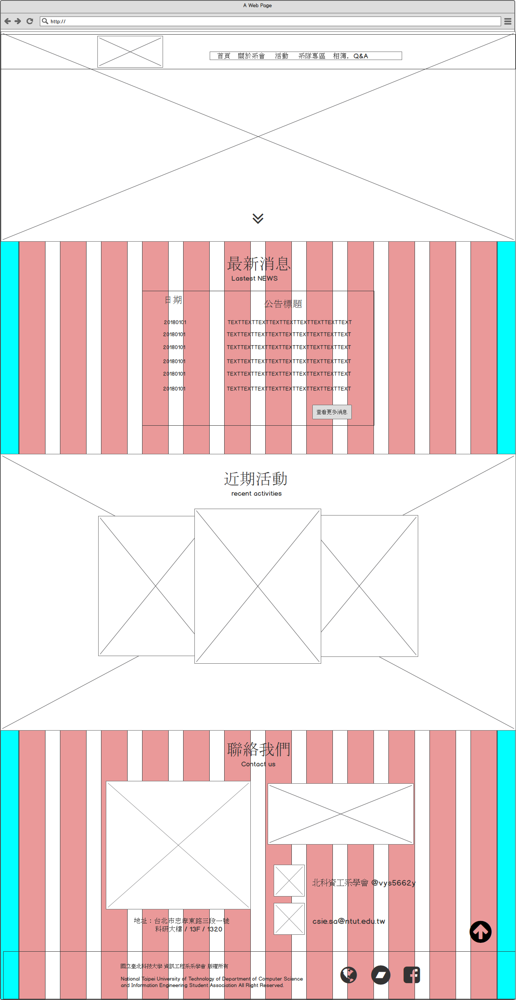 A Web Page
http://
首頁 關於系會 活動 系隊專區 相簿, Q&A
最新消息
Lastest NEWS
日期 公告標題
20180101 TEXTTEXTTEXTTEXTTEXTTEXTTEXTTEXTTEXT
20180101 TEXTTEXTTEXTTEXTTEXTTEXTTEXTTEXTTEXT
20180101 TEXTTEXTTEXTTEXTTEXTTEXTTEXTTEXTTEXT
20180101 TEXTTEXTTEXTTEXTTEXTTEXTTEXTTEXTTEXT
20180101 TEXTTEXTTEXTTEXTTEXTTEXTTEXTTEXTTEXT
20180101 TEXTTEXTTEXTTEXTTEXTTEXTTEXTTEXTTEXT
查看更多消息
近期活動
recent activities
聯絡我們
Contact us
北科資工系學會 @vys5662y
csie.sa@ntut.edu.tw
地址：台北市忠孝東路三段一號
科研大樓 / 13F / 1320
國立臺北科技大學 資訊工程系系學會 版權所有
National Taipei University of Technology of Department of Computer Science
and Information Engineering Student Association All Right Reserved.